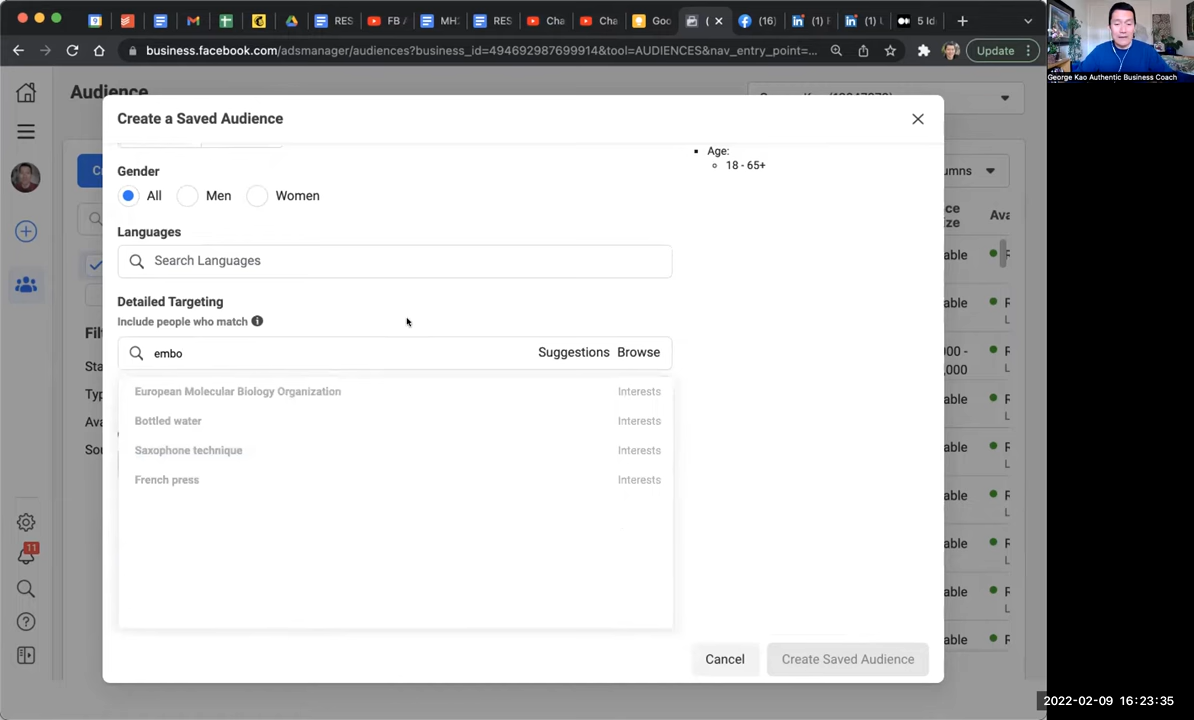 RES
FB A
MH:
RES
Cha
Cha
Goo
(
(16)
(1) F
(1) L
5 Id
business.facebook.com/adsmanager/audiences?business_id=494692987699914&tool=AUDIENCES&nav_entry_point=...
Update
George Kao Authentic Business Coach
Audience
Create a Saved Audience
Age:
18 - 65+
Gender
All
Men
Women
Languages
Search Languages
Detailed Targeting
Include people who match
embo
Suggestions Browse
European Molecular Biology Organization Interests
Bottled water Interests
Saxophone technique Interests
French press Interests
Cancel
Create Saved Audience
C
umns
ce
ze
Ava
able
able
000 -
,000
able
able
able
able
able
able
Filt
Sta
Typ
Ava
Sou
11
2022-02-09 16:23:35